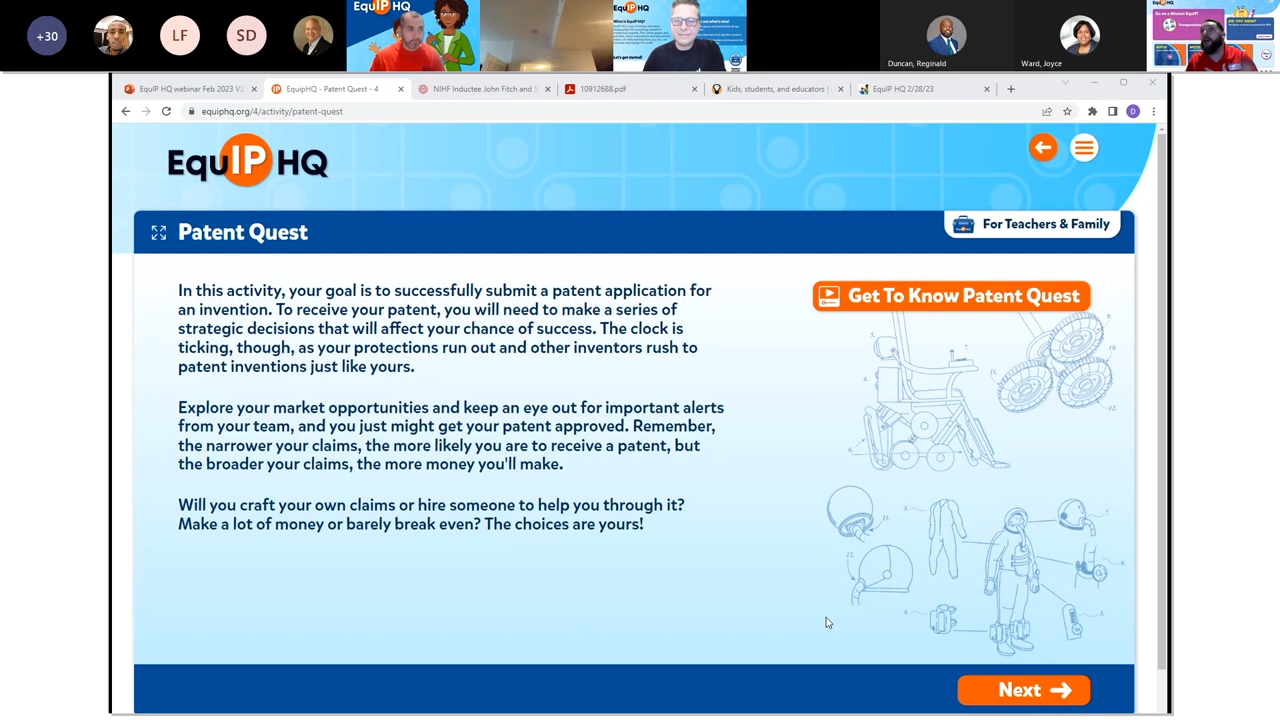 +30
LF
SD
EquIP HQ
What is EquIP HQ?
Let's get started!
Duncan, Reginald
Ward, Joyce
Go on a Mission EquIP!
EquIP HQ webinar Feb 2023 V2
EquipHQ - Patent Quest - 4
NIHF Inductee John Fitch and S
10912688.pdf
Kids, students, and educators
EquIP HQ 2/28/23
equiphq.org/4/activity/patent-quest
D
EquIP HQ
Patent Quest
For Teachers & Family
In this activity, your goal is to successfully submit a patent application for
an invention. To receive your patent, you will need to make a series of
strategic decisions that will affect your chance of success. The clock is
ticking, though, as your protections run out and other inventors rush to
patent inventions just like yours.
Explore your market opportunities and keep an eye out for important alerts
from your team, and you just might get your patent approved. Remember,
the narrower your claims, the more likely you are to receive a patent, but
the broader your claims, the more money you'll make.
Will you craft your own claims or hire someone to help you through it?
Make a lot of money or barely break even? The choices are yours!
Get To Know Patent Quest
Next